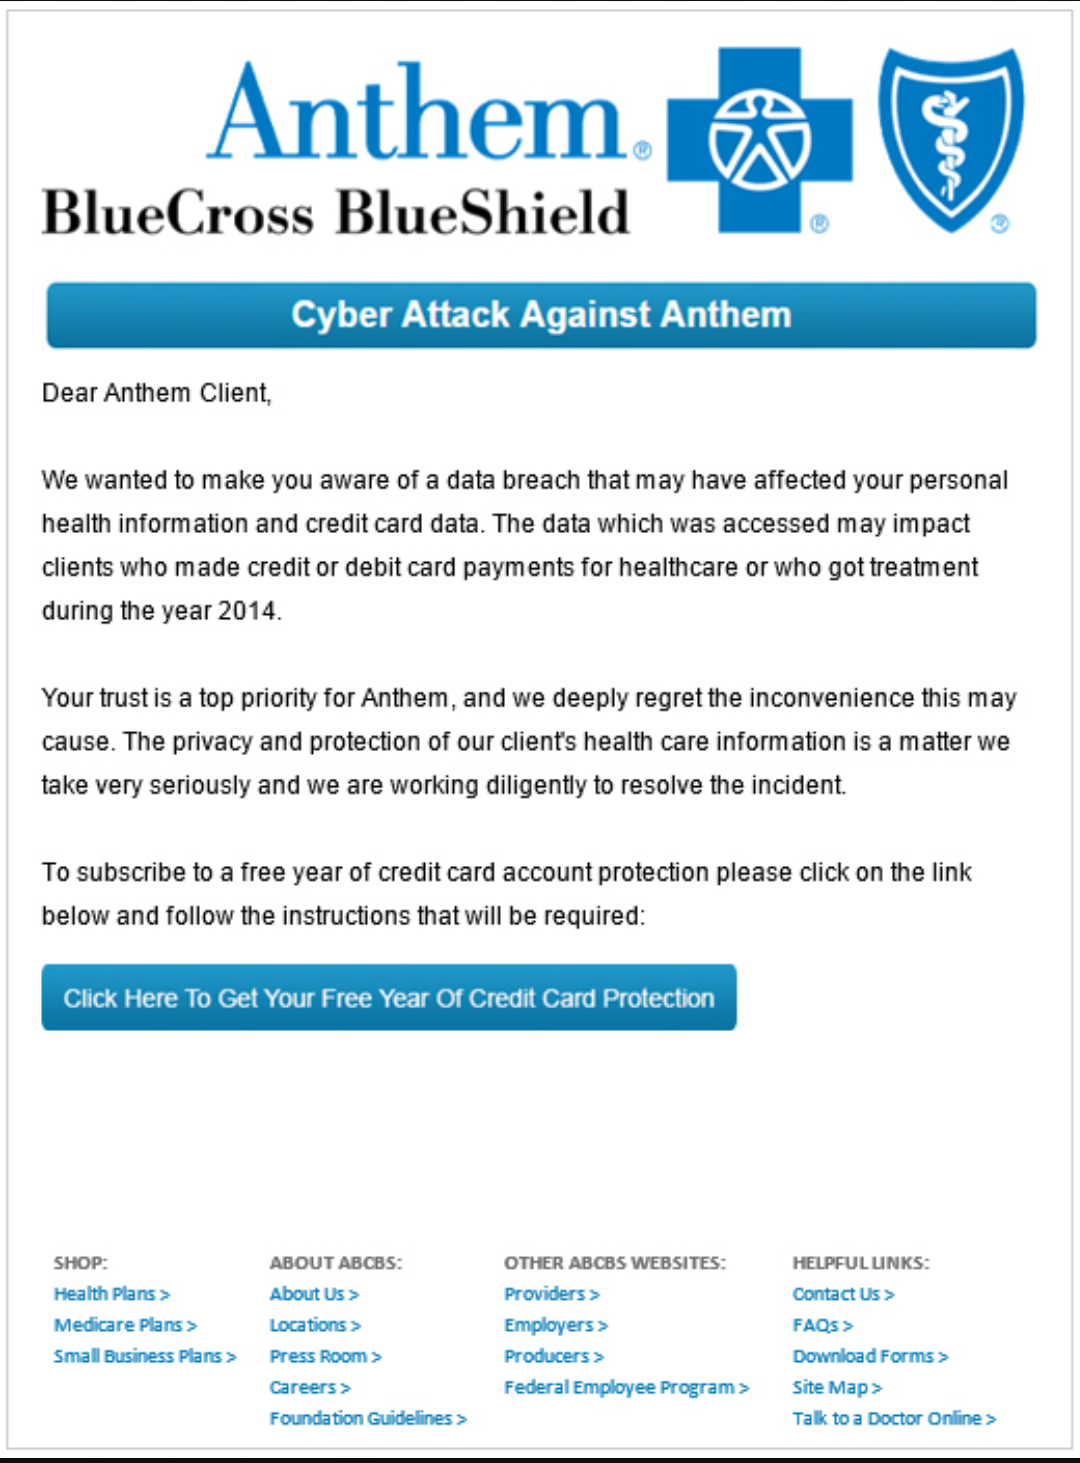 Anthem®
BlueCross BlueShield ® ®
Cyber Attack Against Anthem
Dear Anthem Client,
We wanted to make you aware of a data breach that may have affected your personal
health information and credit card data. The data which was accessed may impact
clients who made credit or debit card payments for healthcare or who got treatment
during the year 2014.
Your trust is a top priority for Anthem, and we deeply regret the inconvenience this may
cause. The privacy and protection of our client's health care information is a matter we
take very seriously and we are working diligently to resolve the incident.
To subscribe to a free year of credit card account protection please click on the link
below and follow the instructions that will be required:
Click Here To Get Your Free Year Of Credit Card Protection
SHOP:
Health Plans >
Medicare Plans >
Small Business Plans >
ABOUT ABCBS:
About Us >
Locations >
Press Room >
Careers >
Foundation Guidelines >
OTHER ABCBS WEBSITES:
Providers >
Employers >
Producers >
Federal Employee Program >
HELPFUL LINKS:
Contact Us >
FAQs >
Download Forms >
Site Map >
Talk to a Doctor Online >